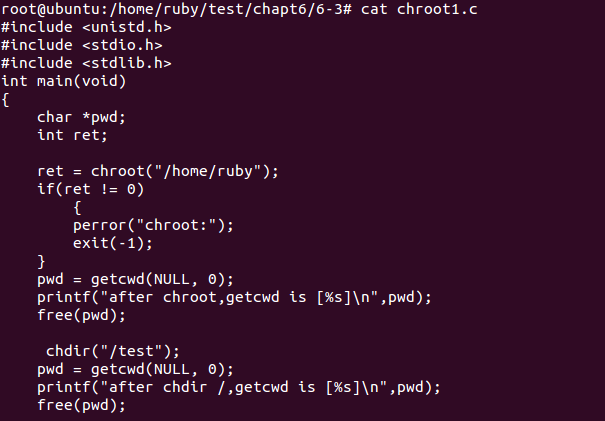 root@ubuntu:/home/ruby/test/chapt6/6-3# cat chroot1.c
#include <unistd.h>
#include <stdio.h>
#include <stdlib.h>
int main(void)
{
    char *pwd;
    int ret;

    ret = chroot("/home/ruby");
    if(ret != 0)
        {
        perror("chroot:");
        exit(-1);
    }
    pwd = getcwd(NULL, 0);
    printf("after chroot,getcwd is [%s]\n",pwd);
    free(pwd);

     chdir("/test");
    pwd = getcwd(NULL, 0);
    printf("after chdir /,getcwd is [%s]\n",pwd);
    free(pwd);